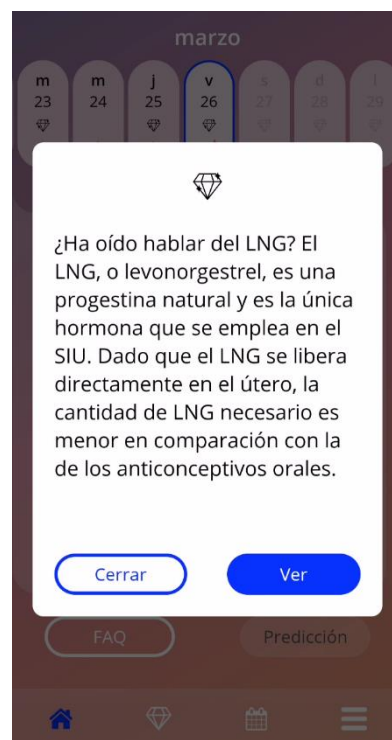 marzo
m m j v s d l
23 24 25 26 27 28 29
¿Ha oído hablar del LNG? El
LNG, o levonorgestrel, es una
progestina natural y es la única
hormona que se emplea en el
SIU. Dado que el LNG se libera
directamente en el útero, la
cantidad de LNG necesario es
menor en comparación con la
de los anticonceptivos orales.
Cerrar Ver
FAQ Predicción